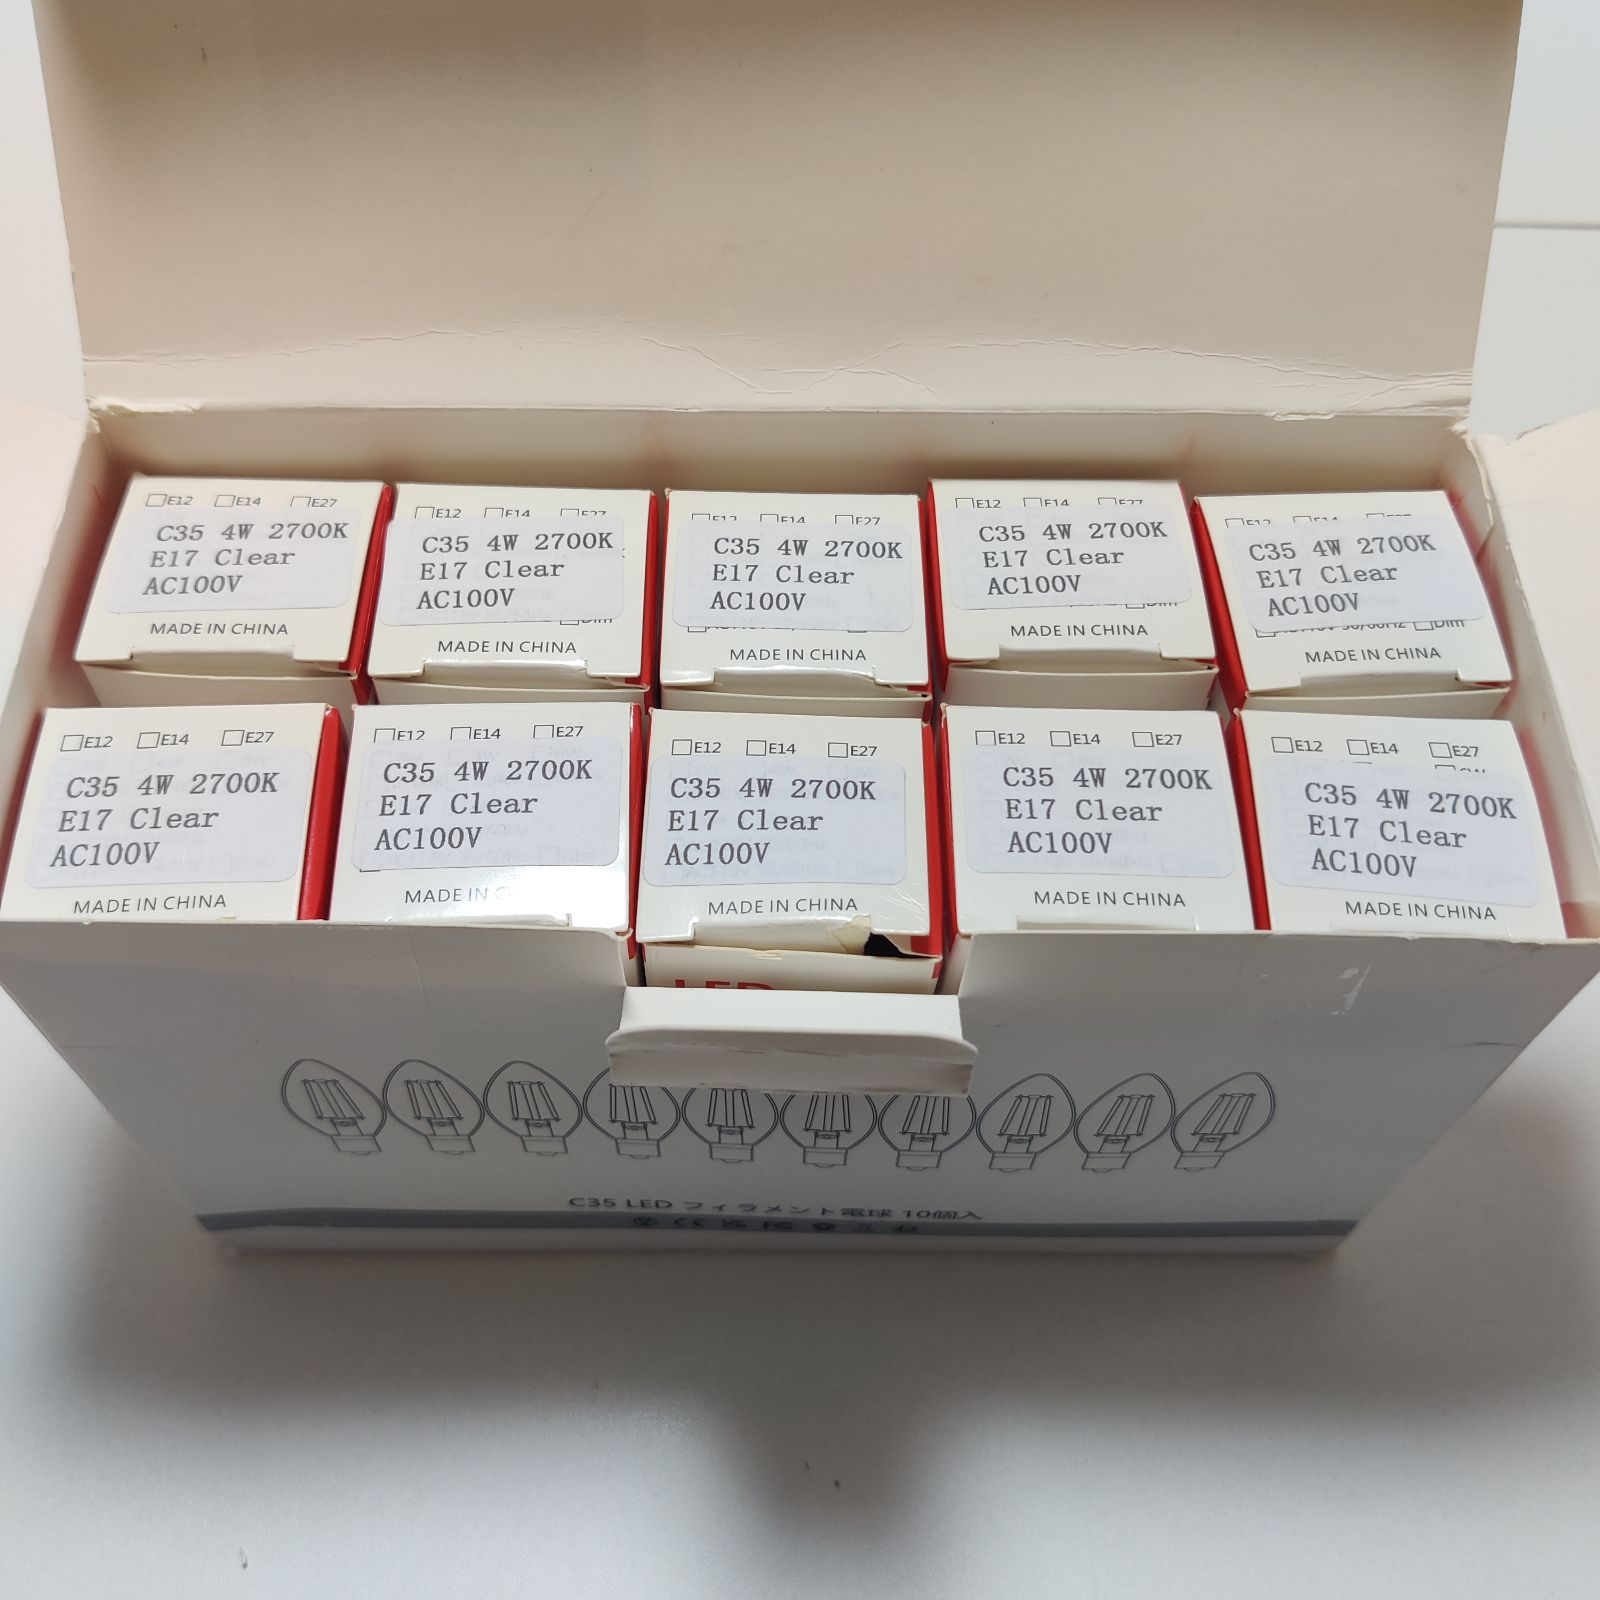 □E12 □E14 □E27
C35 4W 2700K
E17 Clear
AC100V
MADE IN CHINA
□E12 □E14 □E27
C35 4W 2700K
E17 Clear
AC100V
□Dim
MADE IN CHINA
□E12 □E14 □E27
C35 4W 2700K
E17 Clear
AC100V
MADE IN CHINA
□E12 □E14 □E27
C35 4W 2700K
E17 Clear
AC100V
□Dim
MADE IN CHINA
□E12 □E14 □E27
C35 4W 2700K
E17 Clear
AC100V
□AC110V 50/60Hz □Dim
MADE IN CHINA
□E12 □E14 □E27
C35 4W 2700K
E17 Clear
AC100V
MADE IN CHINA
□E12 □E14 □E27
C35 4W 2700K
E17 Clear
AC100V
MADE IN C
□E12 □E14 □E27
C35 4W 2700K
E17 Clear
AC100V
MADE IN CHINA
LED
□E12 □E14 □E27
C35 4W 2700K
E17 Clear
AC100V
MADE IN CHINA
□E12 □E14 □E27
C35 4W 2700K
E17 Clear
AC100V
MADE IN CHINA
C35 LED フィラメント電球 10個入